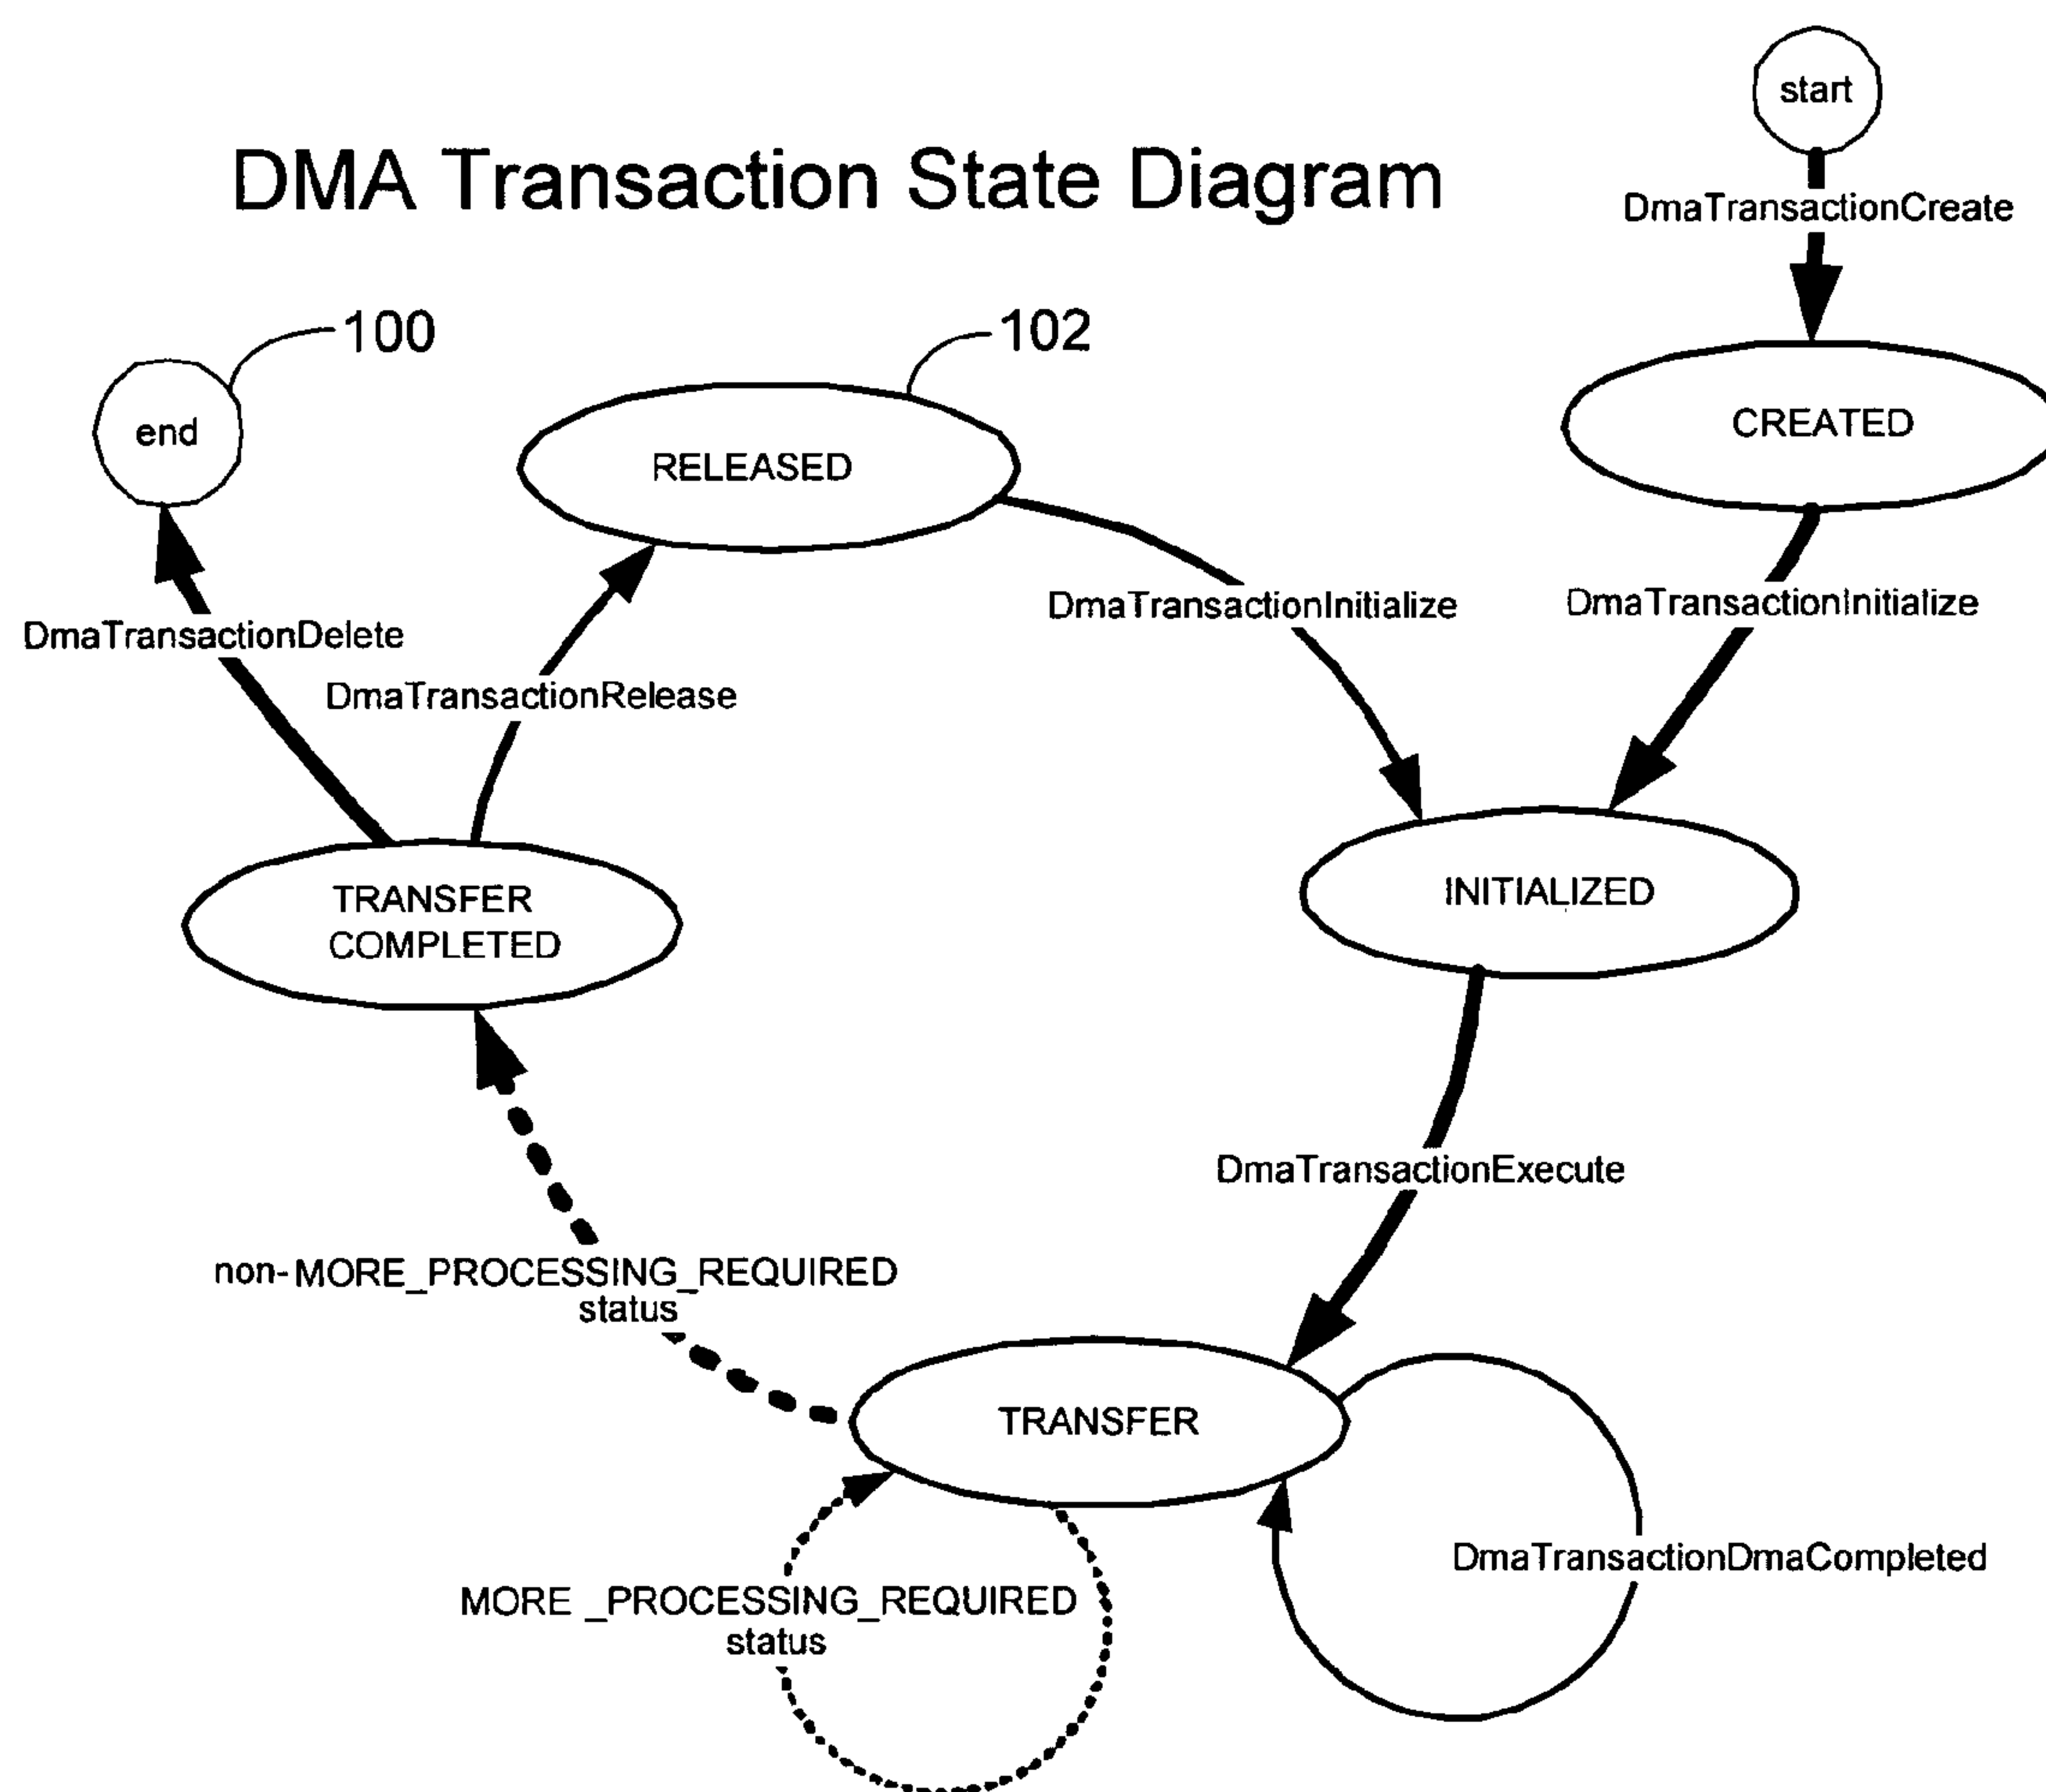 start
DMA Transaction State Diagram
DmaTransactionCreate
100
102
end
RELEASED
CREATED
DmaTransactionInitialize
DmaTransactionInitialize
DmaTransactionDelete
DmaTransactionRelease
TRANSFER
COMPLETED
INITIALIZED
DmaTransactionExecute
non-MORE_PROCESSING_REQUIRED
status
TRANSFER
DmaTransactionDmaCompleted
MORE _PROCESSING_REQUIRED
status